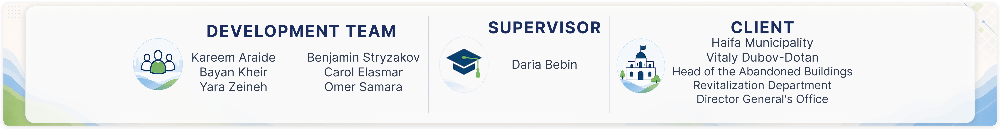 DEVELOPMENT TEAM
Kareem Araide
Bayan Kheir
Yara Zeineh
Benjamin Stryzakov
Carol Elasmar
Omer Samara
SUPERVISOR
Daria Bebin
CLIENT
Haifa Municipality
Vitaly Dubov-Dotan
Head of the Abandoned Buildings
Revitalization Department
Director General's Office